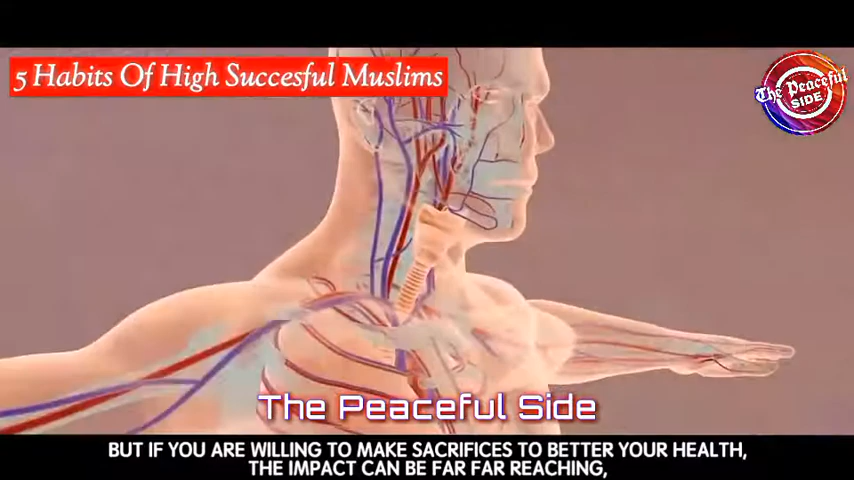 5 Habits Of High Succesful Muslims
The Peaceful
SIDE
The Peaceful Side
BUT IF YOU ARE WILLING TO MAKE SACRIFICES TO BETTER YOUR HEALTH,
THE IMPACT CAN BE FAR FAR REACHING,